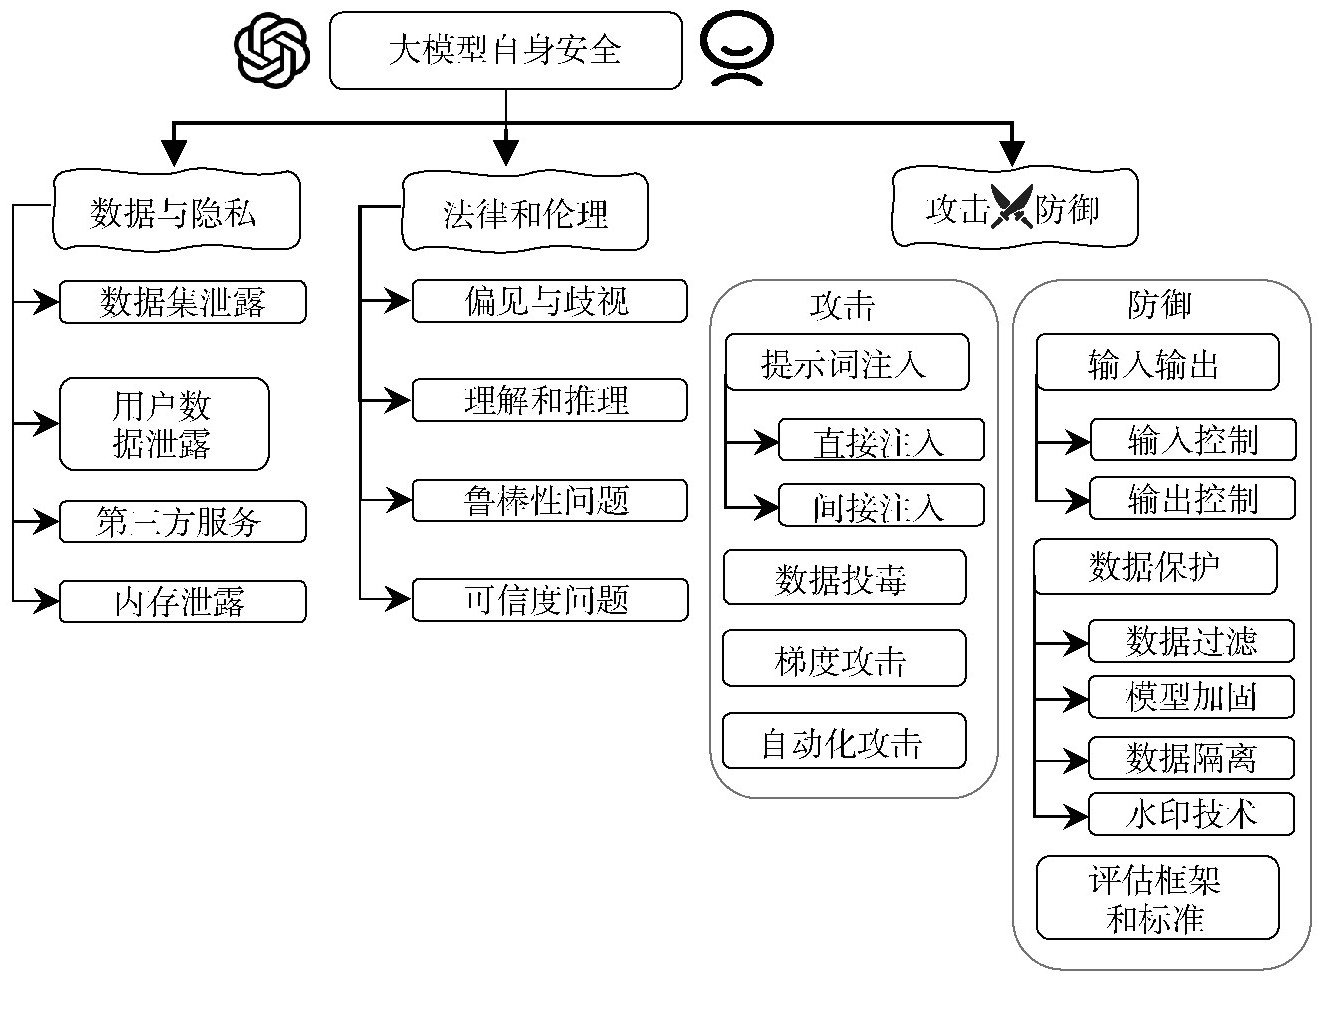 大模型自身安全
数据与隐私
数据集泄露
用户数
据泄露
第三方服务
内存泄露
法律和伦理
偏见与歧视
理解和推理
鲁棒性问题
可信度问题
攻击 防御
攻击
提示词注入
直接注入
间接注入
数据投毒
梯度攻击
自动化攻击
防御
输入输出
输入控制
输出控制
数据保护
数据过滤
模型加固
数据隔离
水印技术
评估框架
和标准